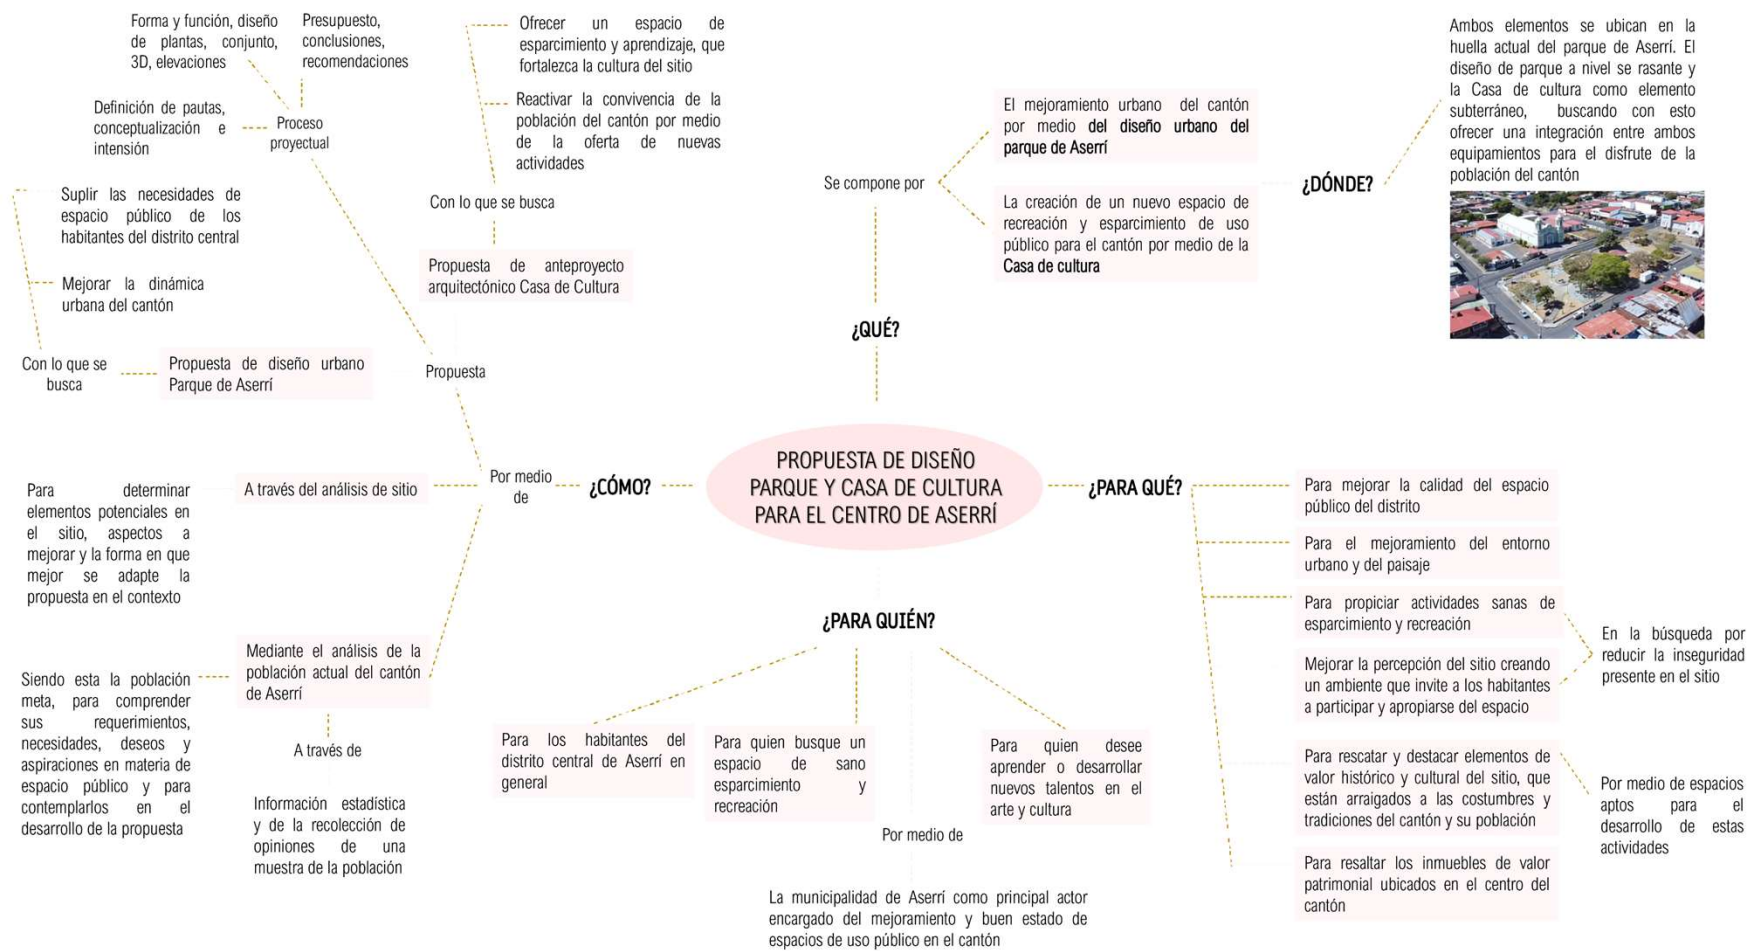 Forma y función, diseño
de plantas, conjunto,
3D, elevaciones
Presupuesto,
conclusiones,
recomendaciones
Definición de pautas,
conceptualización e
intensión
Proceso
proyectual
Suplir las necesidades de
espacio público de los
habitantes del distrito central
Mejorar la dinámica
urbana del cantón
Con lo que se
busca
Propuesta de diseño urbano
Parque de Aserrí
Propuesta
Ofrecer un espacio de
esparcimiento y aprendizaje, que
fortalezca la cultura del sitio
Reactivar la convivencia de la
población del cantón por medio
de la oferta de nuevas
actividades
Con lo que se busca
Propuesta de anteproyecto
arquitectónico Casa de Cultura
Se compone por
El mejoramiento urbano del cantón
por medio del diseño urbano del
parque de Aserrí
La creación de un nuevo espacio de
recreación y esparcimiento de uso
público para el cantón por medio de la
Casa de cultura
¿DÓNDE?
Ambos elementos se ubican en la
huella actual del parque de Aserrí. El
diseño de parque a nivel se rasante y
la Casa de cultura como elemento
subterráneo, buscando con esto
ofrecer una integración entre ambos
equipamientos para el disfrute de la
población del cantón
¿QUÉ?
PROPUESTA DE DISEÑO
PARQUE Y CASA DE CULTURA
PARA EL CENTRO DE ASERRÍ
¿CÓMO?
Por medio
de
A través del análisis de sitio
Para determinar
elementos potenciales en
el sitio, aspectos a
mejorar y la forma en que
mejor se adapte la
propuesta en el contexto
Mediante el análisis de la
población actual del cantón
de Aserrí
Siendo esta la población
meta, para comprender
sus requerimientos,
necesidades, deseos y
aspiraciones en materia de
espacio público y para
contemplarlos en el
desarrollo de la propuesta
A través de
Información estadística
y de la recolección de
opiniones de una
muestra de la población
¿PARA QUIÉN?
Para los habitantes del
distrito central de Aserrí en
general
Para quien busque un
espacio de sano
esparcimiento y
recreación
Para quien desee
aprender o desarrollar
nuevos talentos en el
arte y cultura
Por medio de
La municipalidad de Aserrí como principal actor
encargado del mejoramiento y buen estado de
espacios de uso público en el cantón
¿PARA QUÉ?
Para mejorar la calidad del espacio
público del distrito
Para el mejoramiento del entorno
urbano y del paisaje
Para propiciar actividades sanas de
esparcimiento y recreación
Mejorar la percepción del sitio creando
un ambiente que invite a los habitantes
a participar y apropiarse del espacio
En la búsqueda por
reducir la inseguridad
presente en el sitio
Para rescatar y destacar elementos de
valor histórico y cultural del sitio, que
están arraigados a las costumbres y
tradiciones del cantón y su población
Por medio de espacios
aptos para el
desarrollo de estas
actividades
Para resaltar los inmuebles de valor
patrimonial ubicados en el centro del
cantón